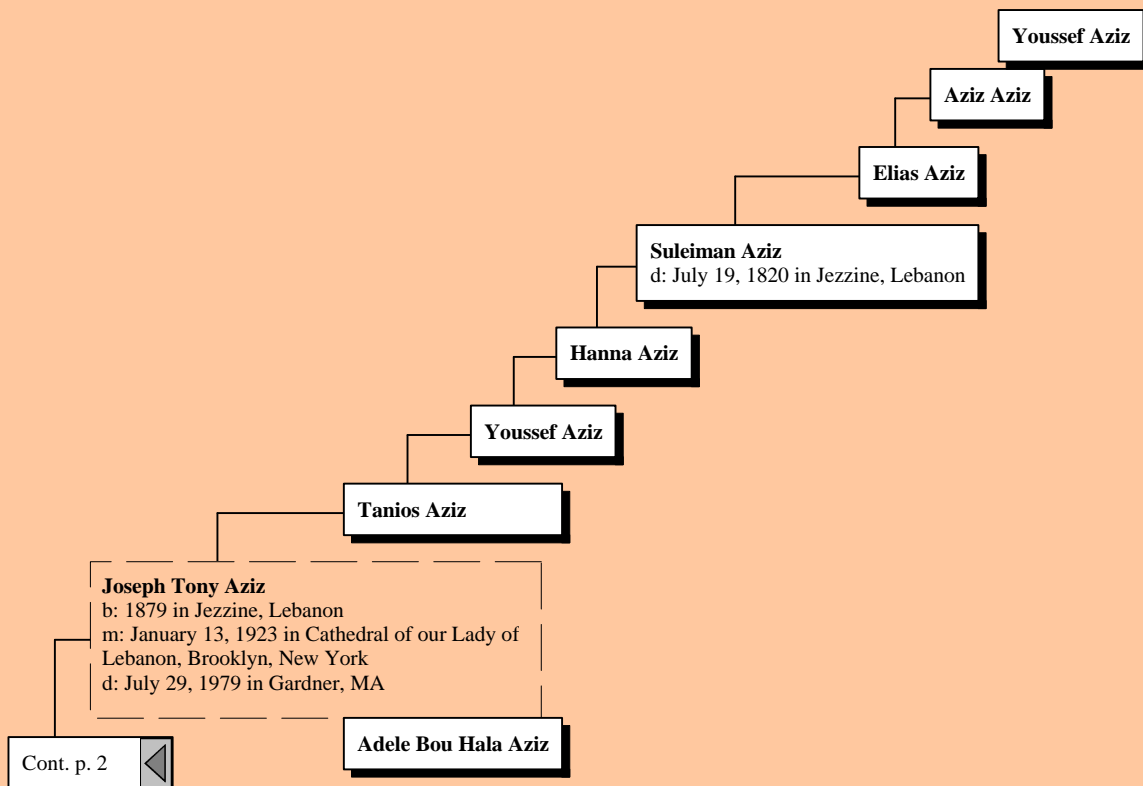 Youssef Aziz
Aziz Aziz
Elias Aziz
Suleiman Aziz
d: July 19, 1820 in Jezzine, Lebanon
Hanna Aziz
Youssef Aziz
Tanios Aziz
Joseph Tony Aziz
b: 1879 in Jezzine, Lebanon
m: January 13, 1923 in Cathedral of our Lady of
Lebanon, Brooklyn, New York
d: July 29, 1979 in Gardner, MA
Adele Bou Hala Aziz
Cont. p. 2